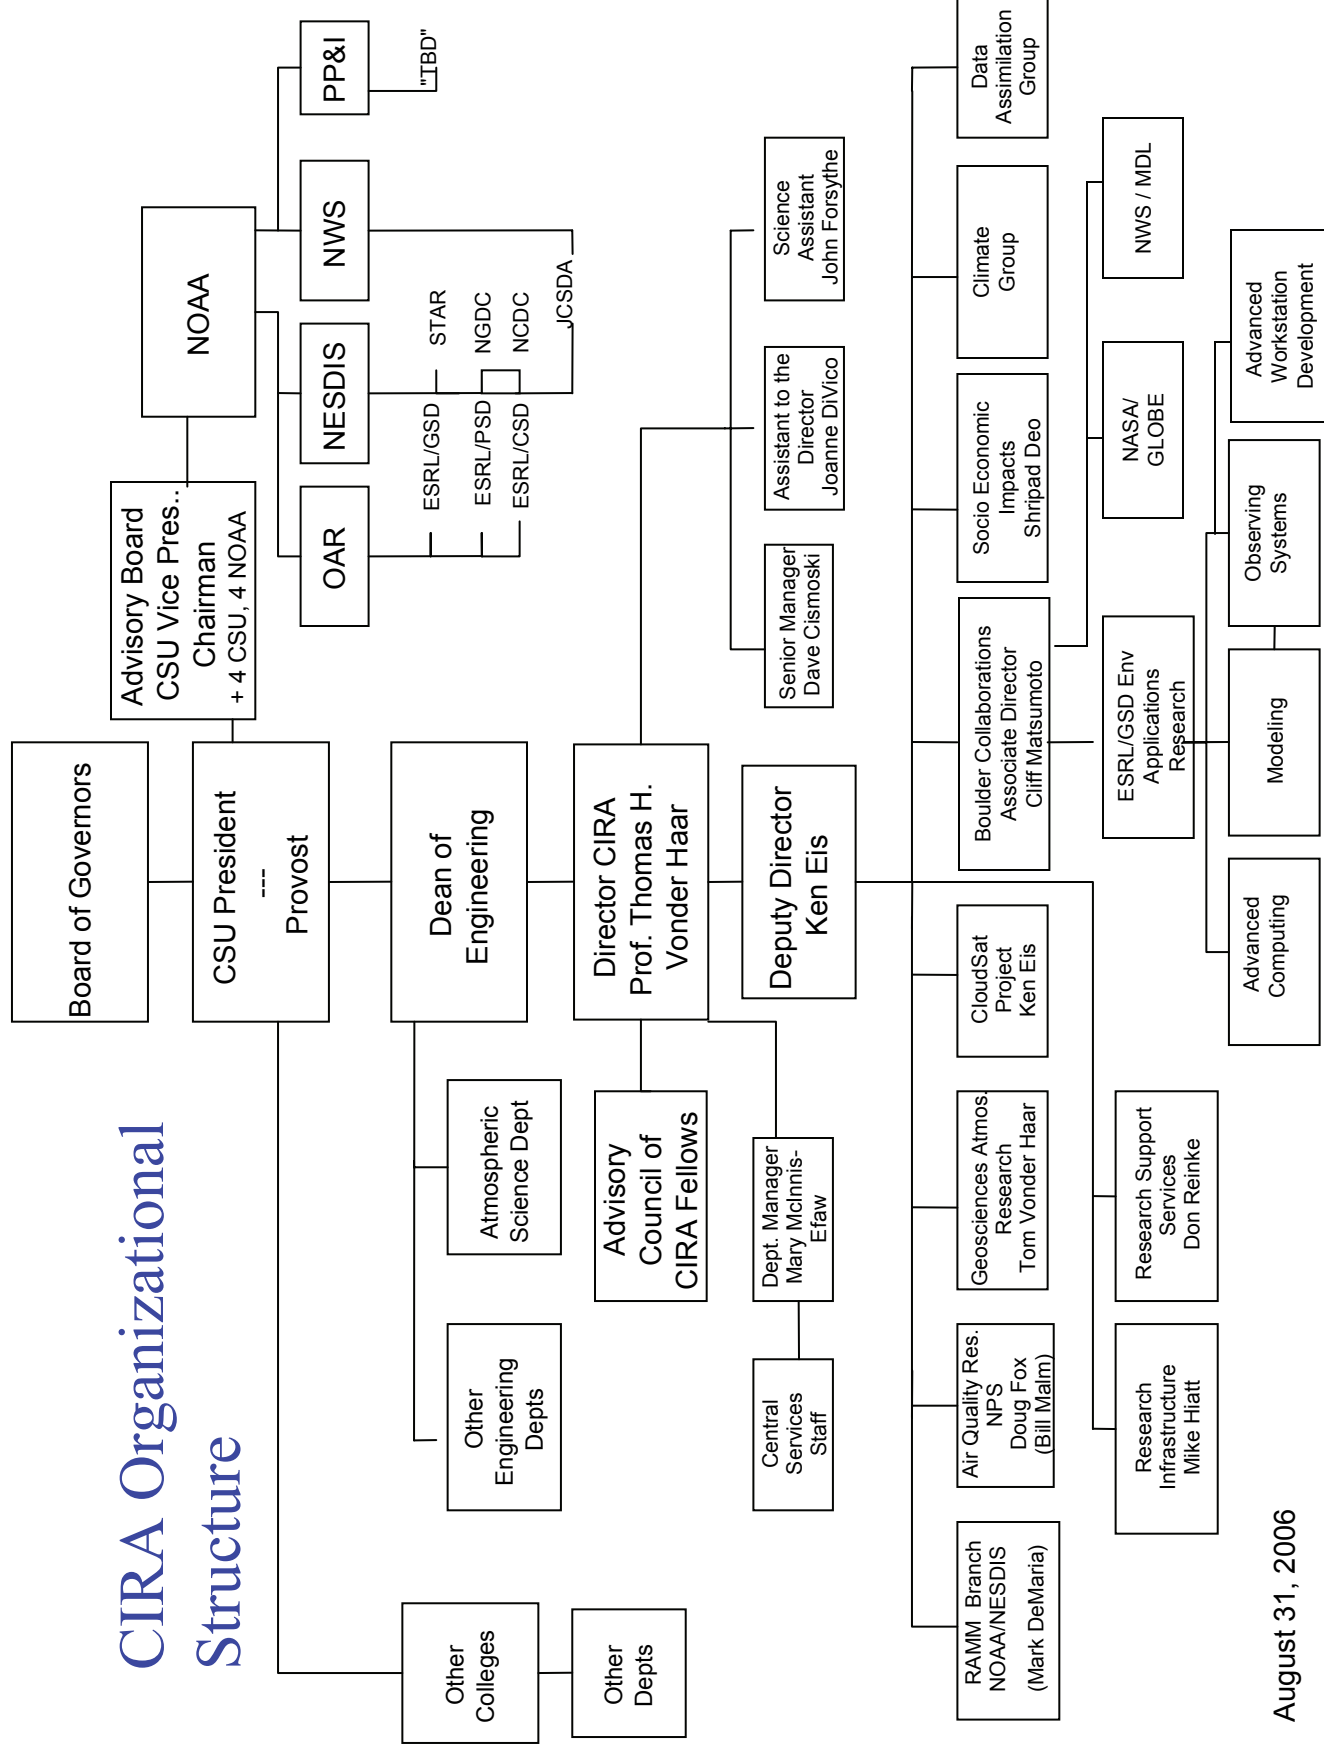 CIRA Organizational
Structure
Board of Governors
CSU President
---
Provost
Advisory Board
CSU Vice Pres..
Chairman
+ 4 CSU, 4 NOAA
NOAA
OAR
NESDIS
NWS
PP&I
"TBD"
ESRL/GSD
STAR
ESRL/PSD
NGDC
ESRL/CSD
NCDC
JCSDA
Other
Colleges
Other
Depts
Dean of
Engineering
Other
Engineering
Depts
Atmospheric
Science Dept
Director CIRA
Prof. Thomas H.
Vonder Haar
Advisory
Council of
CIRA Fellows
Deputy Director
Ken Eis
Central
Services
Staff
Dept. Manager
Mary McInnis-
Efaw
Senior Manager
Dave Cismoski
Assistant to the
Director
Joanne DiVico
Science
Assistant
John Forsythe
RAMM Branch
NOAA/NESDIS
(Mark DeMaria)
Air Quality Res.
NPS
Doug Fox
(Bill Malm)
Geosciences Atmos.
Research
Tom Vonder Haar
CloudSat
Project
Ken Eis
Boulder Collaborations
Associate Director
Cliff Matsumoto
Socio Economic
Impacts
Shripad Deo
Climate
Group
Data
Assimilation
Group
Research
Infrastructure
Mike Hiatt
Research Support
Services
Don Reinke
ESRL/GSD Env
Applications
Research
NASA/
GLOBE
NWS / MDL
Advanced
Computing
Modeling
Observing
Systems
Advanced
Workstation
Development
August 31, 2006